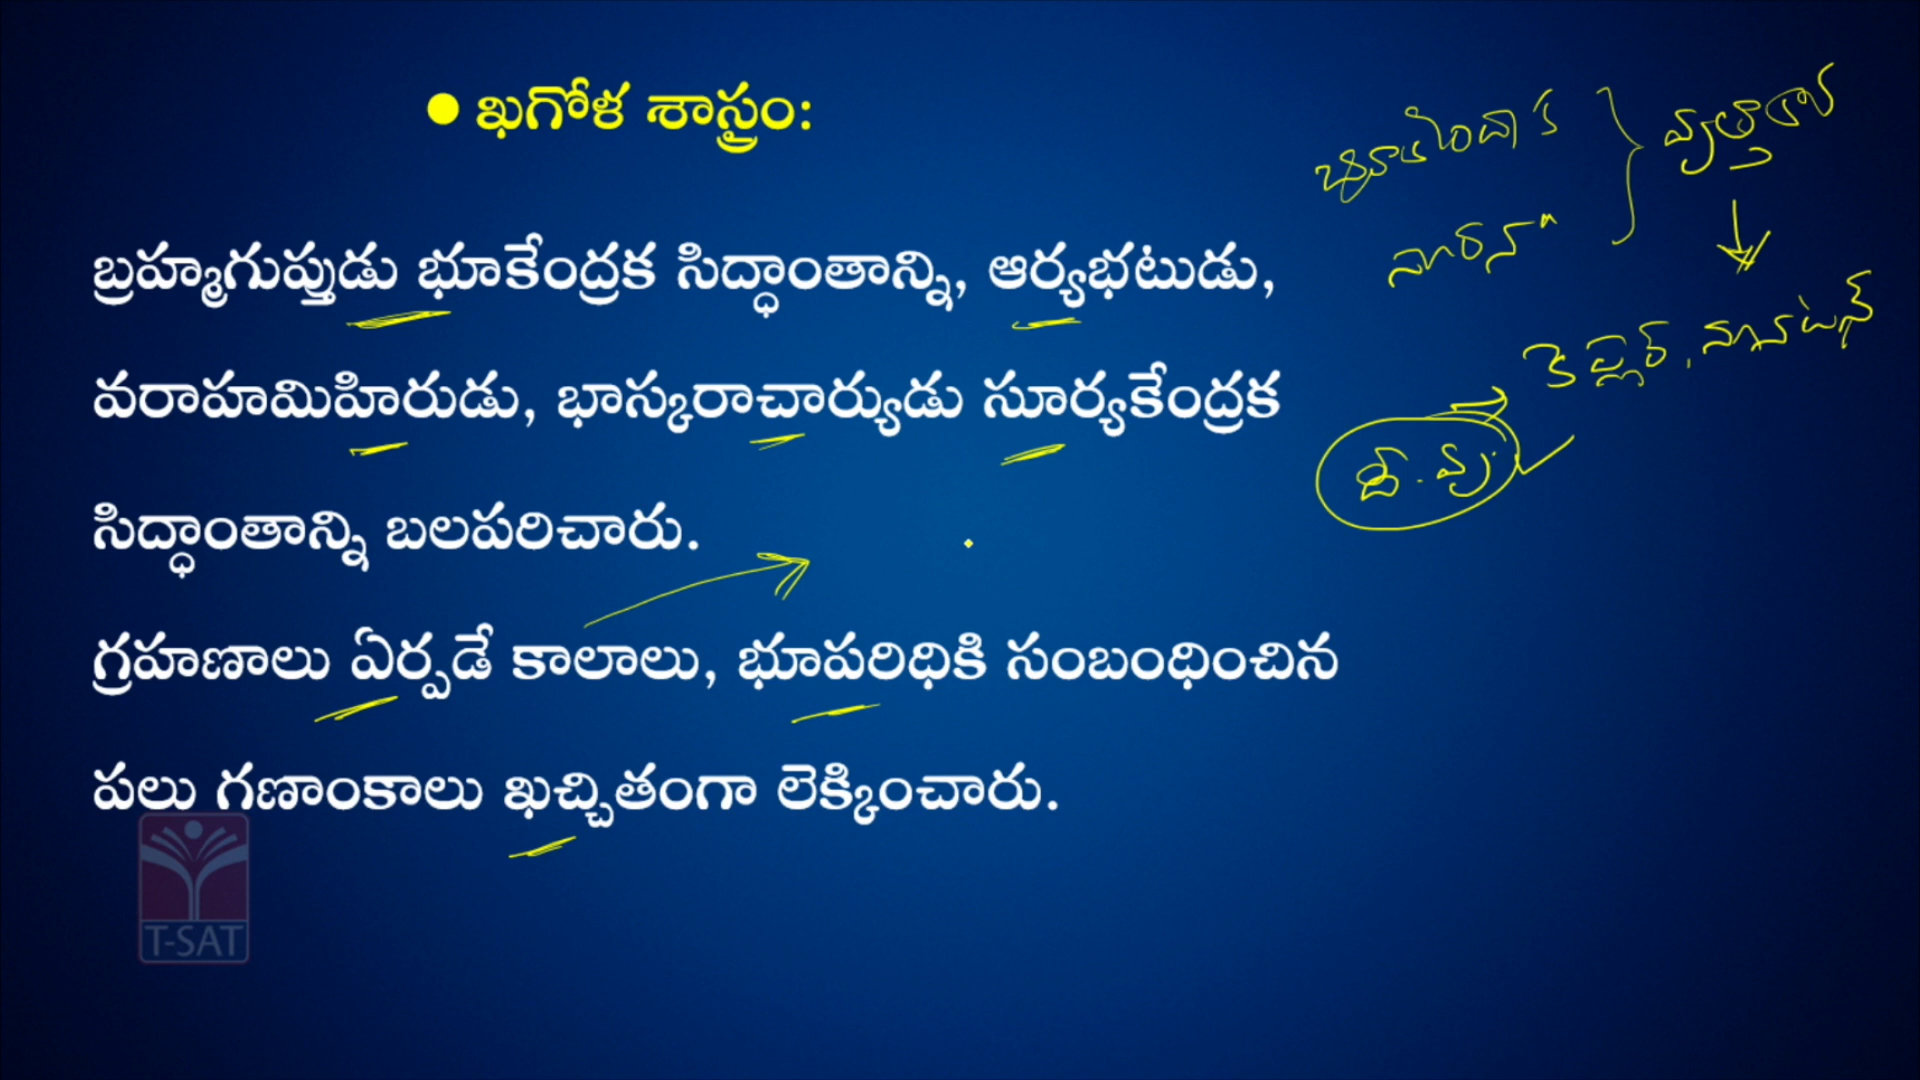 • ఖగోళ శాస్త్రం:
బ్రహ్మగుప్తుడు భూకేంద్రక సిద్ధాంతాన్ని, ఆర్యభటుడు,
వరాహమిహిరుడు, భాస్కరాచార్యుడు సూర్యకేంద్రక
సిద్ధాంతాన్ని బలపరిచారు.
గ్రహణాలు ఏర్పడే కాలాలు, భూపరిధికి సంబంధించిన
పలు గణాంకాలు ఖచ్చితంగా లెక్కించారు.
కెప్లర్, న్యూటన్
దీ. వృ.
T-SAT